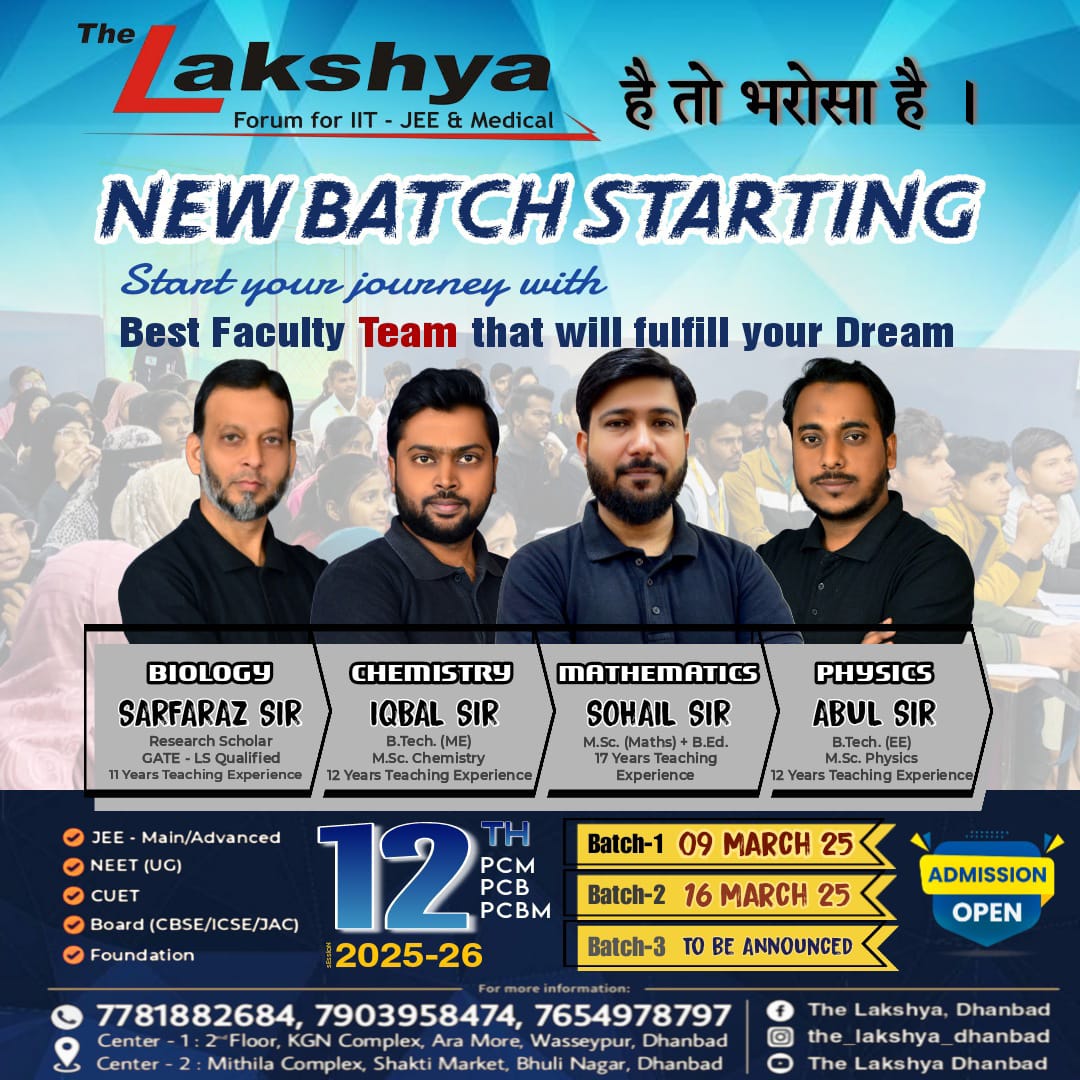 The Lakshya
Forum for IIT - JEE & Medical
है तो भरोसा है ।
NEW BATCH STARTING
Start your journey with
Best Faculty Team that will fulfill your Dream
BIOLOGY
SARFARAZ SIR
Research Scholar
GATE - LS Qualified
11 Years Teaching Experience
CHEMISTRY
IQBAL SIR
B.Tech. (ME)
M.Sc. Chemistry
12 Years Teaching Experience
MATHEMATICS
SOHAIL SIR
M.Sc. (Maths) + B.Ed.
17 Years Teaching
Experience
PHYSICS
ABUL SIR
B.Tech. (EE)
M.Sc. Physics
12 Years Teaching Experience
JEE - Main/Advanced
NEET (UG)
CUET
Board (CBSE/ICSE/JAC)
Foundation
12TH
PCM
PCB
PCBM
sEssioN 2025-26
Batch-1 09 MARCH 25
Batch-2 16 MARCH 25
Batch-3 TO BE ANNOUNCED
ADMISSION
OPEN
For more information:
7781882684, 7903958474, 7654978797
Center - 1 : 2nd Floor, KGN Complex, Ara More, Wasseypur, Dhanbad
Center - 2 : Mithila Complex, Shakti Market, Bhuli Nagar, Dhanbad
The Lakshya, Dhanbad
the_lakshya_dhanbad
The Lakshya Dhanbad